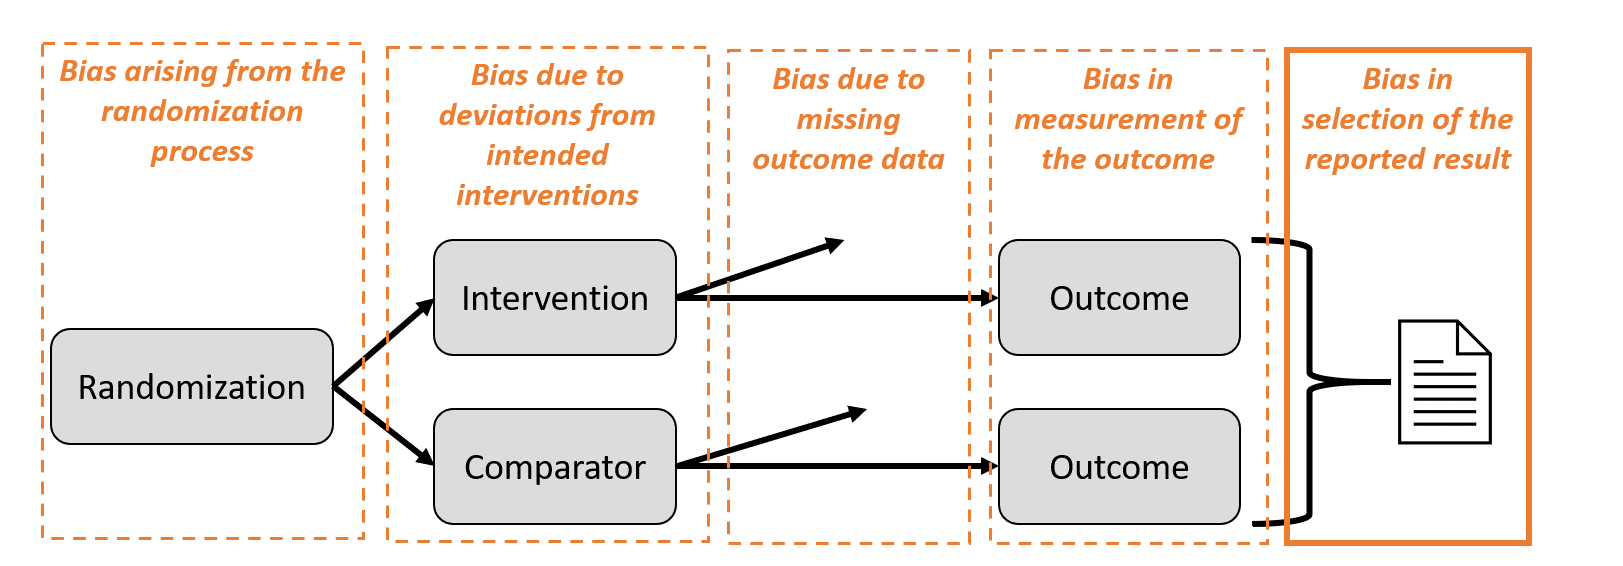 Bias arising from the
randomization
process
Bias due to
deviations from
intended
interventions
Bias due to
missing
outcome data
Bias in
measurement of
the outcome
Bias in
selection of the
reported result
Randomization
Intervention
Comparator
Outcome
Outcome